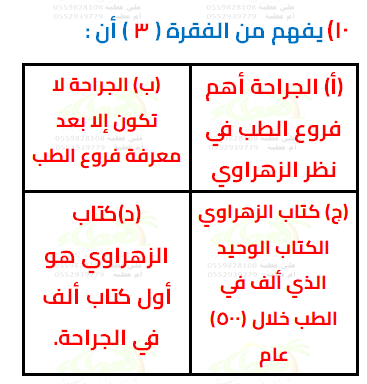 ١٠) يفهم من الفقرة ( ٣ ) أن :
(أ) الجراحة أهم
فروع الطب في
نظر الزهراوي
(ب) الجراحة لا
تكون إلا بعد
معرفة فروع الطب
(ج) كتاب الزهراوي
الكتاب الوحيد
الذي ألف في
الطب خلال (٥٠٠)
عام
(د) كتاب
الزهراوي هو
أول كتاب ألف
في الجراحة.